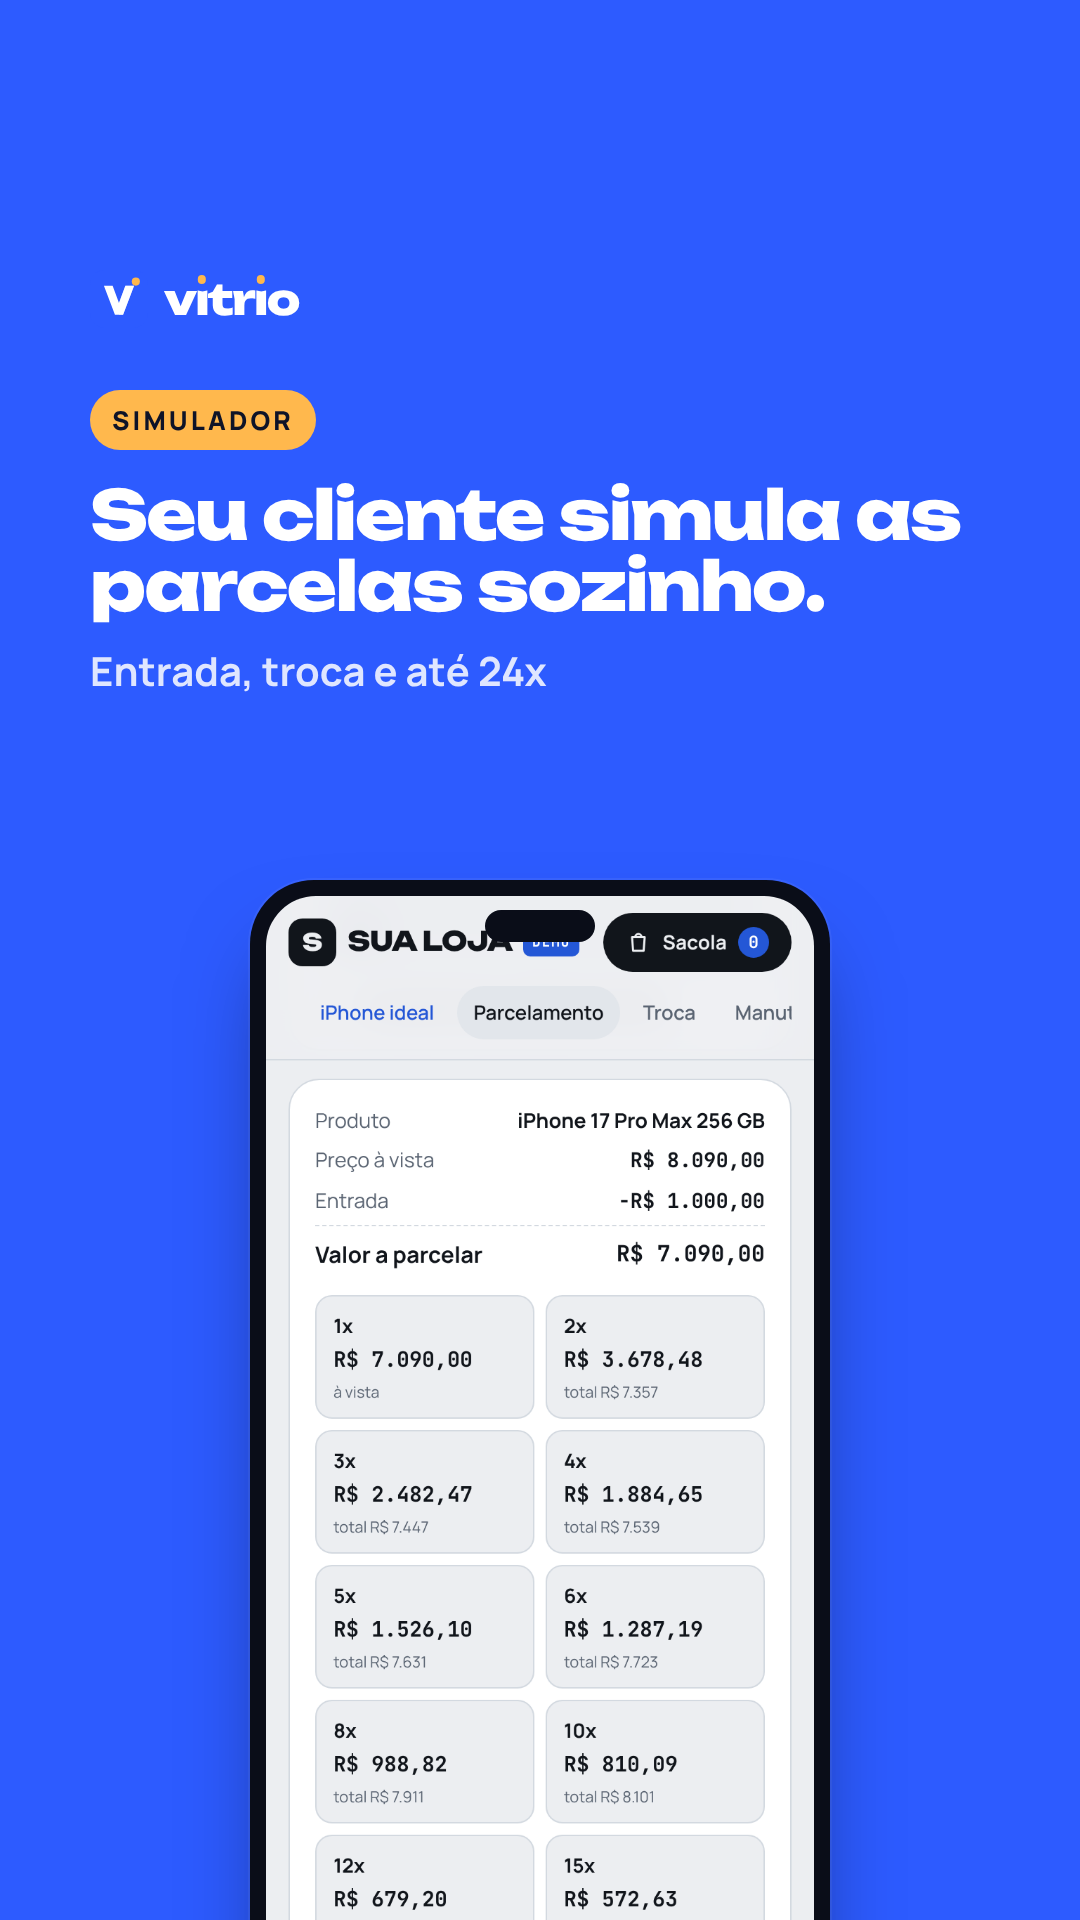 v vitrio
SIMULADOR
Seu cliente simula as
parcelas sozinho.
Entrada, troca e até 24x
S SUA LOJA Sacola 0
iPhone ideal Parcelamento Troca Manut
Produto iPhone 17 Pro Max 256 GB
Preço à vista R$ 8.090,00
Entrada -R$ 1.000,00
Valor a parcelar R$ 7.090,00
1x 2x
R$ 7.090,00 R$ 3.678,48
à vista total R$ 7.357
3x 4x
R$ 2.482,47 R$ 1.884,65
total R$ 7.447 total R$ 7.539
5x 6x
R$ 1.526,10 R$ 1.287,19
total R$ 7.631 total R$ 7.723
8x 10x
R$ 988,82 R$ 810,09
total R$ 7.911 total R$ 8.101
12x 15x
R$ 679,20 R$ 572,63